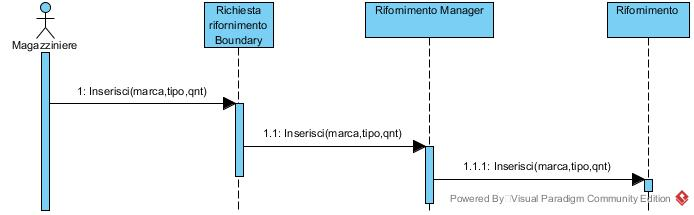 Richiesta
rifornimento
Boundary
Rifornimento Manager
Rifornimento
Magazziniere
1: Inserisci(marca,tipo,qnt)
1.1: Inserisci(marca,tipo,qnt)
1.1.1: Inserisci(marca,tipo,qnt)
Powered By Visual Paradigm Community Edition